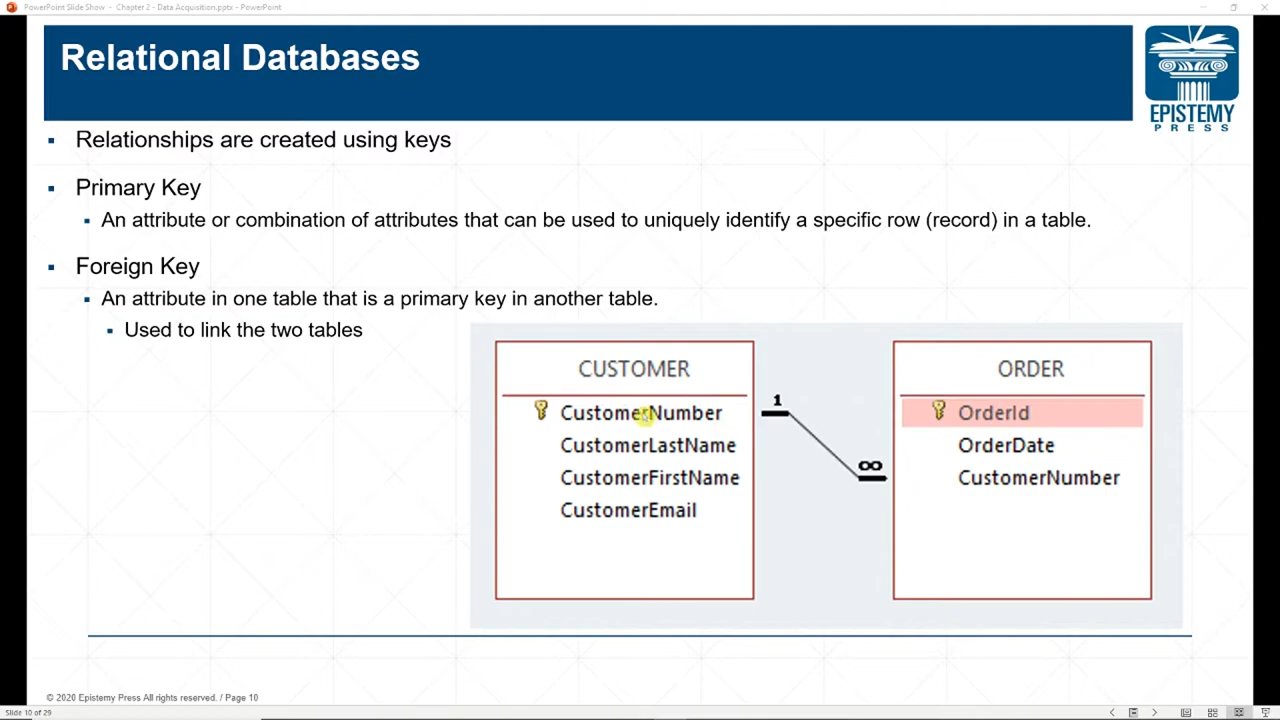 PowerPoint Slide Show - Chapter 2 - Data Acquisition.pptx - PowerPoint
Relational Databases
EPISTEMY
PRESS
Relationships are created using keys
Primary Key
An attribute or combination of attributes that can be used to uniquely identify a specific row (record) in a table.
Foreign Key
An attribute in one table that is a primary key in another table.
Used to link the two tables
CUSTOMER
CustomerNumber
CustomerLastName
CustomerFirstName
CustomerEmail
1
∞
ORDER
OrderId
OrderDate
CustomerNumber
© 2020 Epistemy Press All rights reserved. / Page 10
Slide 10 of 29